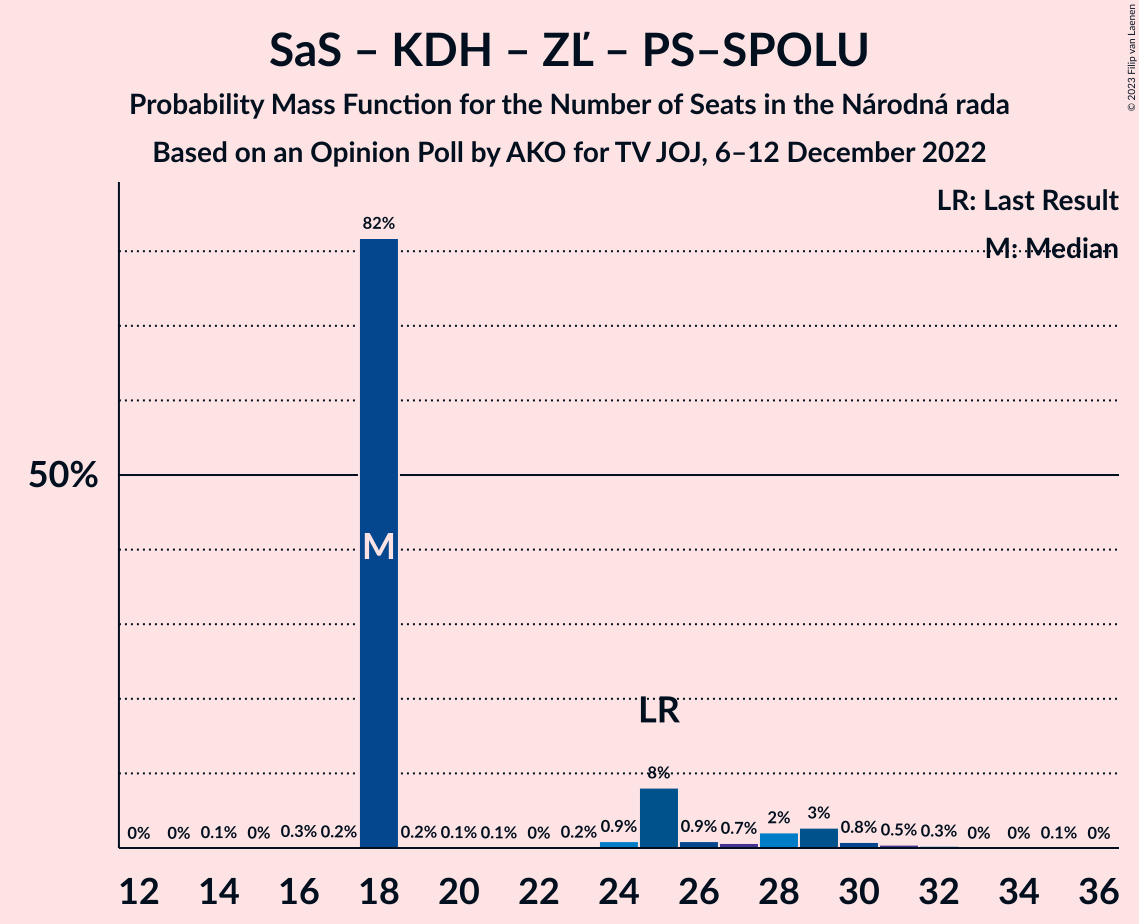 SaS – KDH – ZĽ – PS–SPOLU
Probability Mass Function for the Number of Seats in the Národná rada
Based on an Opinion Poll by AKO for TV JOJ, 6–12 December 2022
© 2023 Filip van Laenen
LR: Last Result
M: Median
82%
50%
M
LR
8%
0% 0% 0.1% 0% 0.3% 0.2% 0.2% 0.1% 0.1% 0% 0.2% 0.9% 0.9% 0.7% 2% 3% 0.8% 0.5% 0.3% 0% 0% 0.1% 0%
12 14 16 18 20 22 24 26 28 30 32 34 36